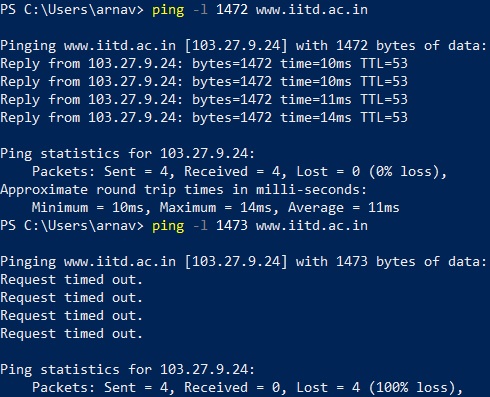 PS C:\Users\arnav> ping -l 1472 www.iitd.ac.in
Pinging www.iitd.ac.in [103.27.9.24] with 1472 bytes of data:
Reply from 103.27.9.24: bytes=1472 time=10ms TTL=53
Reply from 103.27.9.24: bytes=1472 time=10ms TTL=53
Reply from 103.27.9.24: bytes=1472 time=11ms TTL=53
Reply from 103.27.9.24: bytes=1472 time=14ms TTL=53
Ping statistics for 103.27.9.24:
    Packets: Sent = 4, Received = 4, Lost = 0 (0% loss),
Approximate round trip times in milli-seconds:
    Minimum = 10ms, Maximum = 14ms, Average = 11ms
PS C:\Users\arnav> ping -l 1473 www.iitd.ac.in
Pinging www.iitd.ac.in [103.27.9.24] with 1473 bytes of data:
Request timed out.
Request timed out.
Request timed out.
Request timed out.
Ping statistics for 103.27.9.24:
    Packets: Sent = 4, Received = 0, Lost = 4 (100% loss),